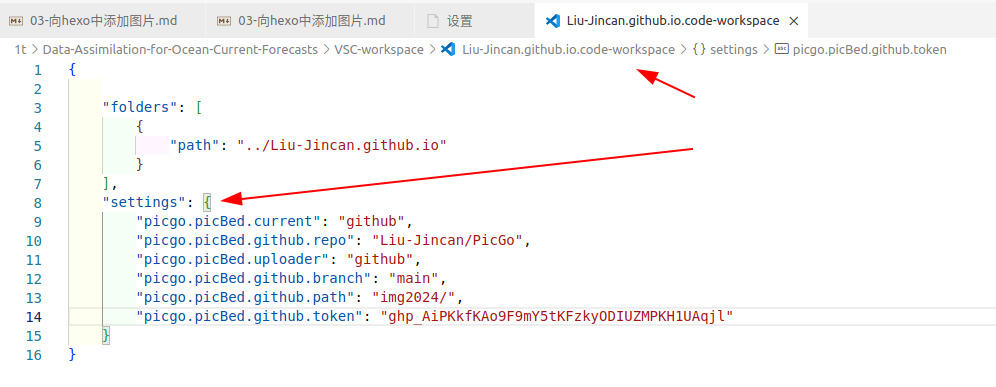 03-向hexo中添加图片.md 03-向hexo中添加图片.md 设置 Liu-Jincan.github.io.code-workspace ×
1t > Data-Assimilation-for-Ocean-Current-Forecasts > VSC-workspace > Liu-Jincan.github.io.code-workspace > {} settings > abc picgo.picBed.github.token
1 {
2
3 "folders": [
4 {
5 "path": "../Liu-Jincan.github.io"
6 }
7 ],
8 "settings": {
9 "picgo.picBed.current": "github",
10 "picgo.picBed.github.repo": "Liu-Jincan/PicGo",
11 "picgo.picBed.uploader": "github",
12 "picgo.picBed.github.branch": "main",
13 "picgo.picBed.github.path": "img2024/",
14 "picgo.picBed.github.token": "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"
15 }
16 }